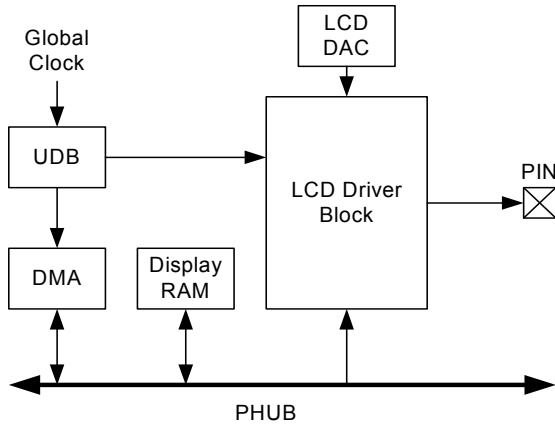 Global
Clock
LCD
DAC
UDB
LCD Driver
Block
PIN
DMA
Display
RAM
PHUB